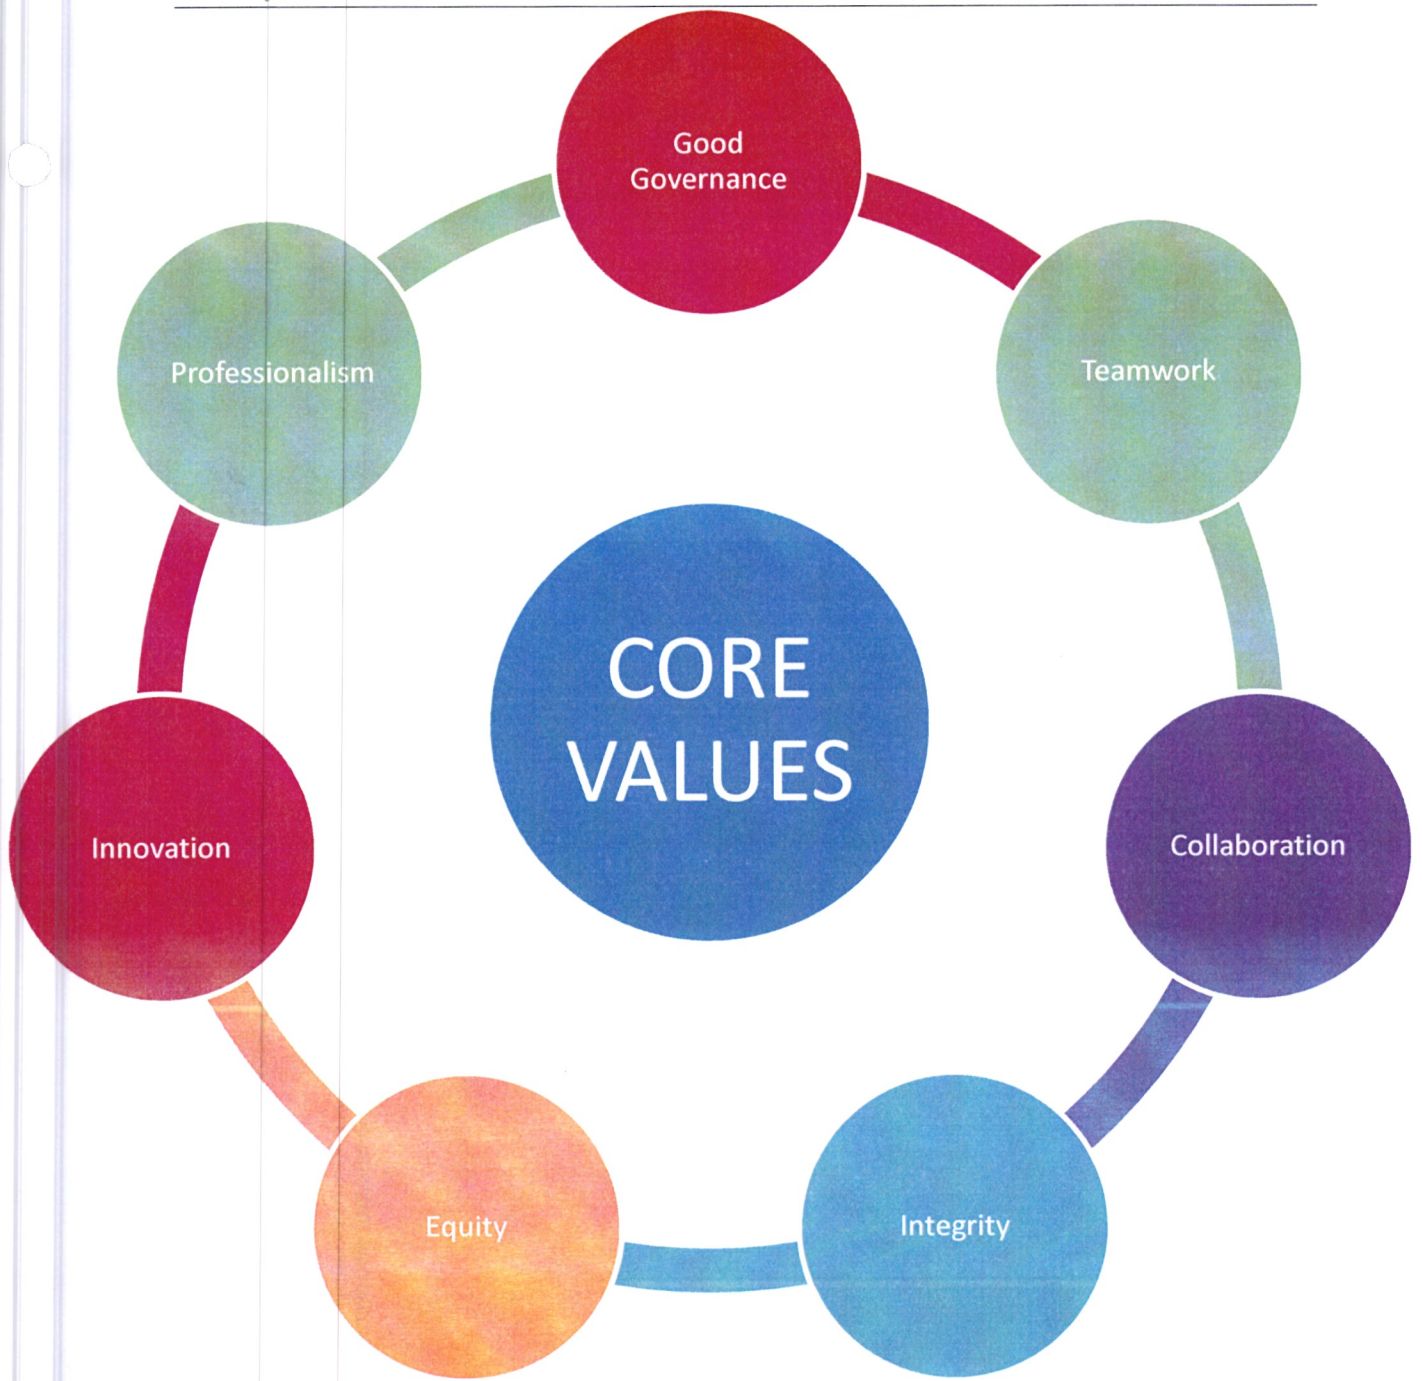 Good
Governance
Teamwork
Collaboration
Integrity
Equity
Innovation
Professionalism
CORE
VALUES